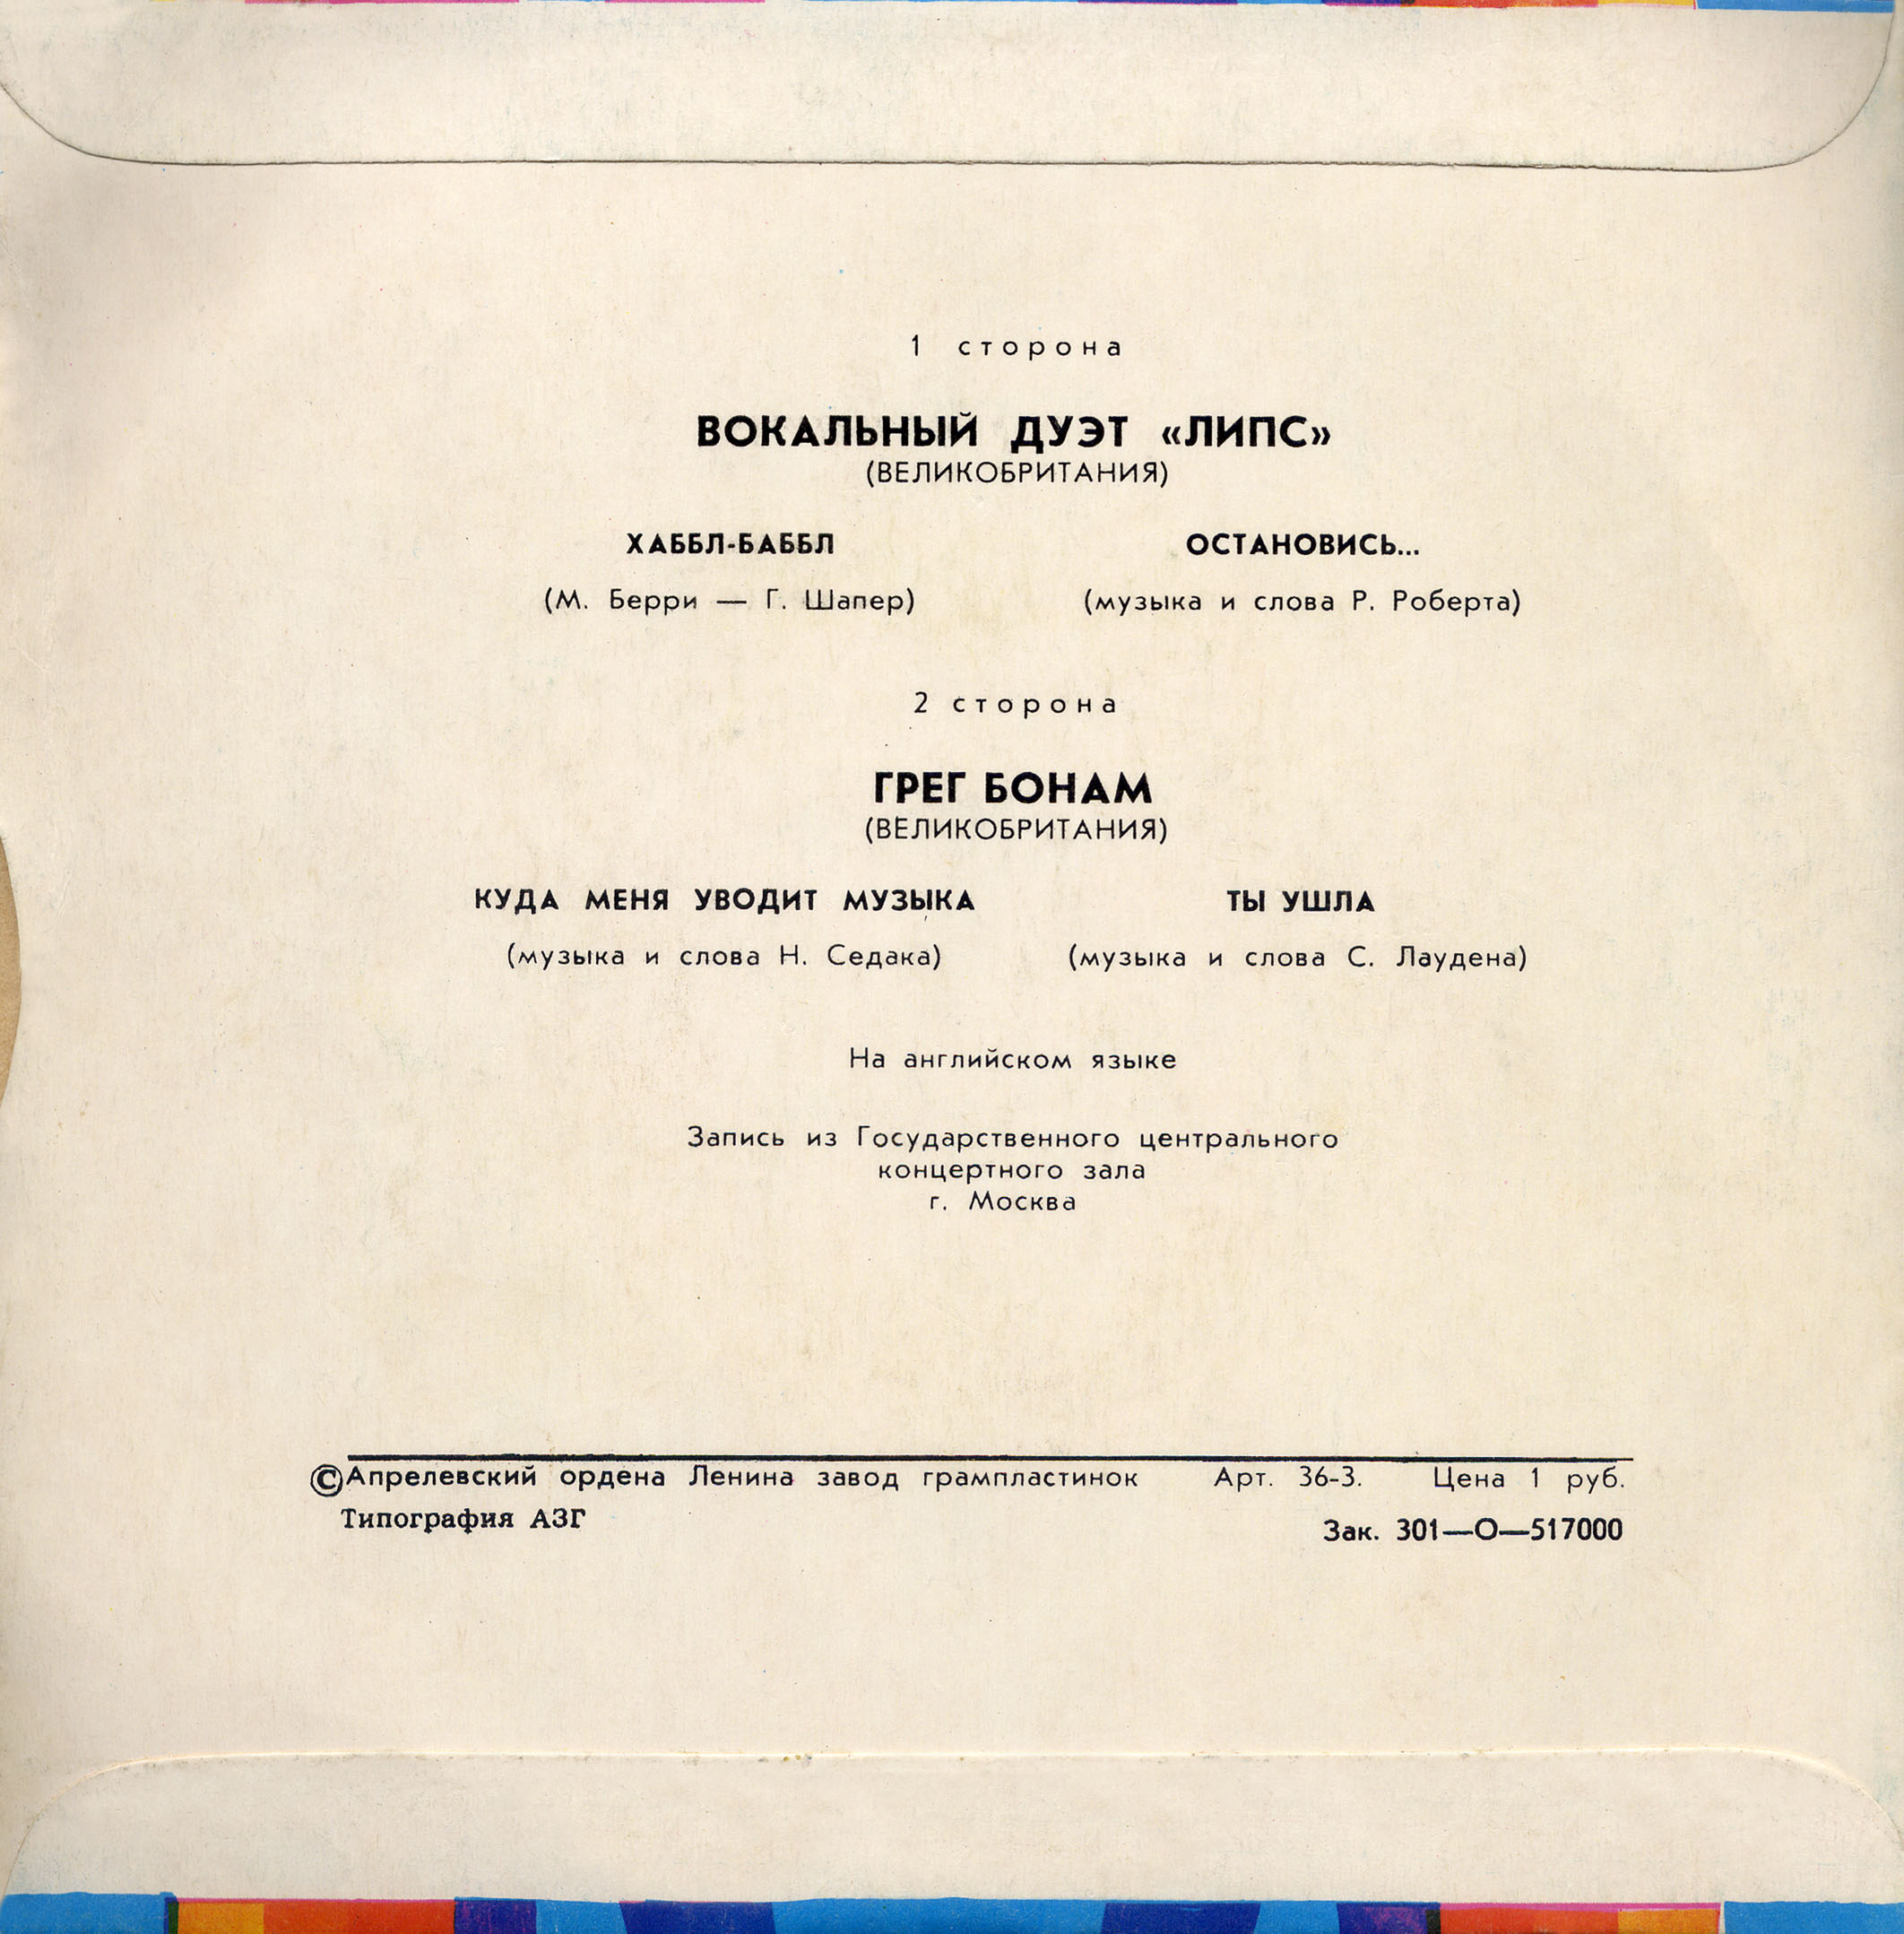 1 сторона
ВОКАЛЬНЫЙ ДУЭТ «ЛИПС»
(ВЕЛИКОБРИТАНИЯ)
ХАББЛ-БАББЛ ОСТАНОВИСЬ...
(М. Берри — Г. Шапер) (музыка и слова Р. Роберта)
2 сторона
ГРЕГ БОНАМ
(ВЕЛИКОБРИТАНИЯ)
КУДА МЕНЯ УВОДИТ МУЗЫКА ТЫ УШЛА
(музыка и слова Н. Седака) (музыка и слова С. Лаудена)
На английском языке
Запись из Государственного центрального
концертного зала
г. Москва
©Апрелевский ордена Ленина завод грампластинок Арт. 36-3. Цена 1 руб.
Типография АЗГ Зак. 301—О—517000